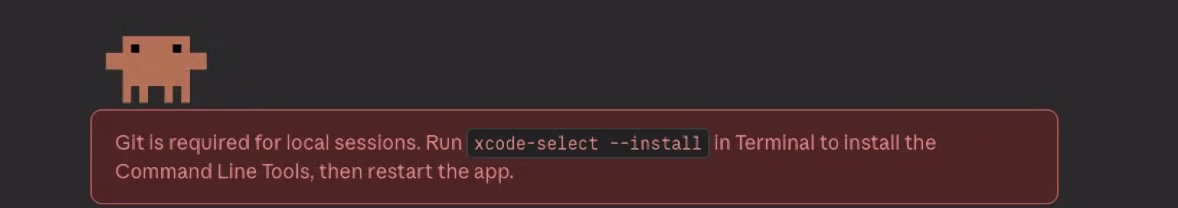 Git is required for local sessions. Run xcode-select --install in Terminal to install the
Command Line Tools, then restart the app.